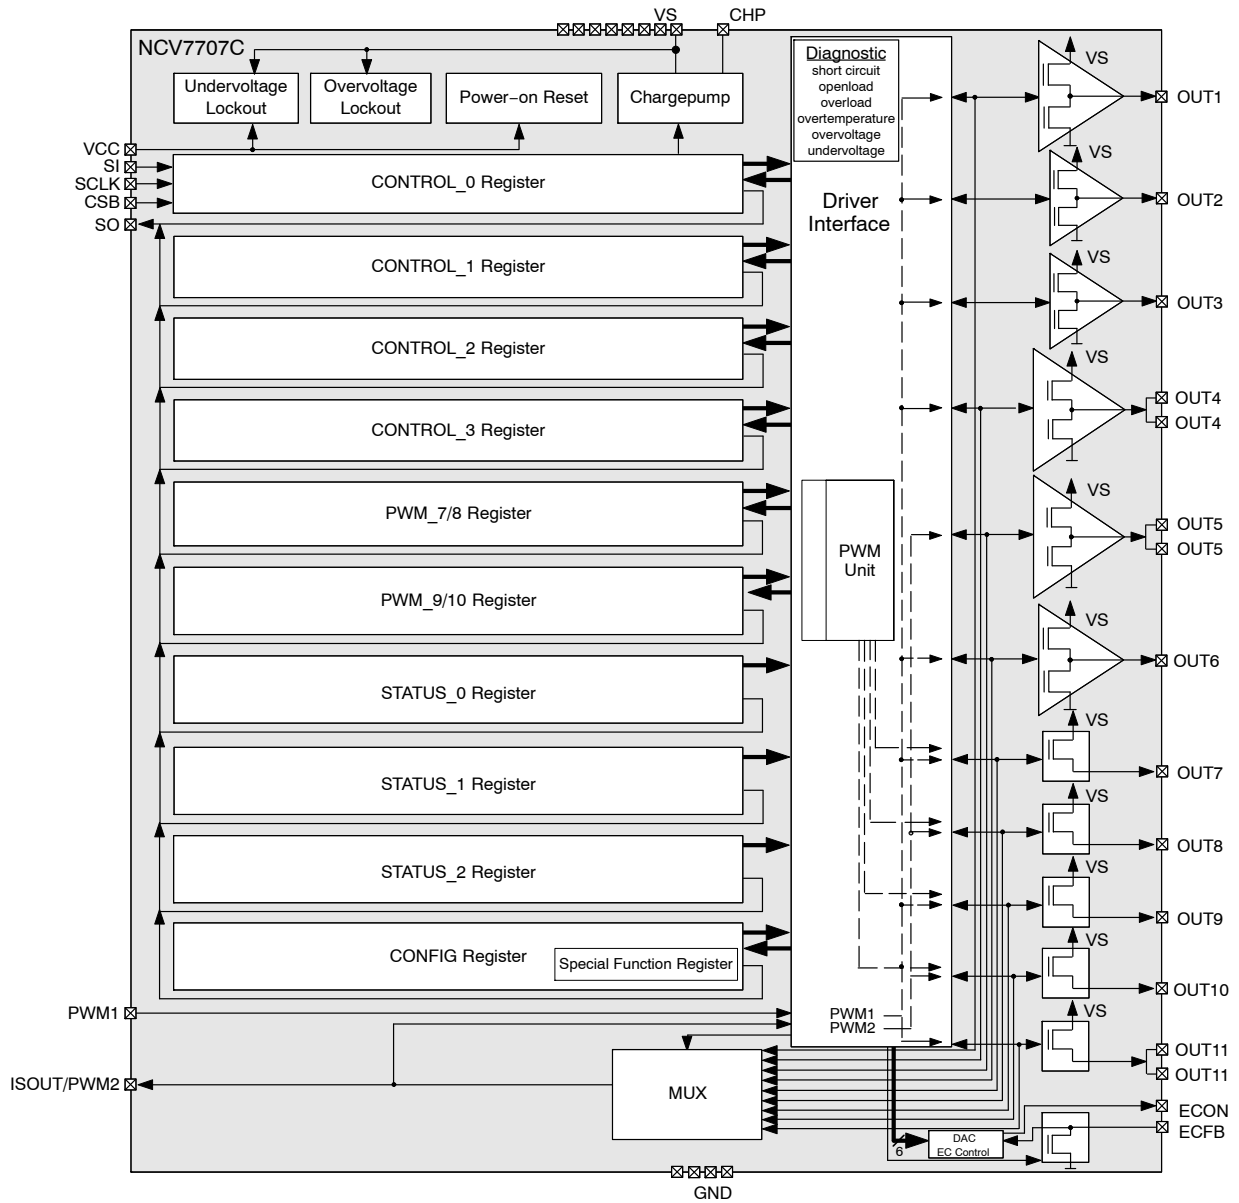 VS
CHP
NCV7707C
Undervoltage
Lockout
Overvoltage
Lockout
Power−on Reset
Chargepump
Diagnostic
short circuit
openload
overload
overtemperature
overvoltage
undervoltage
VS
OUT1
VCC
SI
SCLK
CSB
SO
CONTROL_0 Register
Driver
Interface
VS
OUT2
CONTROL_1 Register
VS
OUT3
CONTROL_2 Register
VS
OUT4
OUT4
CONTROL_3 Register
PWM_7/8 Register
PWM
Unit
VS
OUT5
OUT5
PWM_9/10 Register
VS
OUT6
STATUS_0 Register
VS
OUT7
STATUS_1 Register
VS
OUT8
STATUS_2 Register
VS
OUT9
CONFIG Register
Special Function Register
VS
OUT10
PWM1
PWM1
PWM2
VS
OUT11
OUT11
ISOUT/PWM2
MUX
ECON
ECFB
6
DAC
EC Control
GND